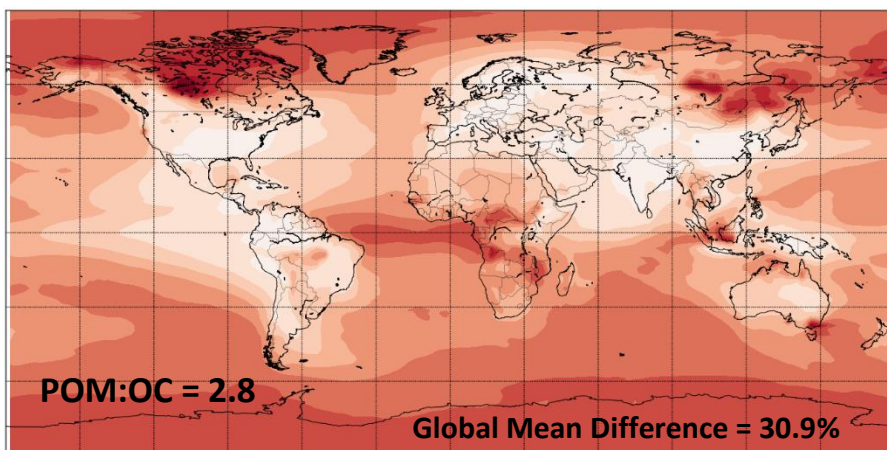 POM:OC = 2.8
Global Mean Difference = 30.9%